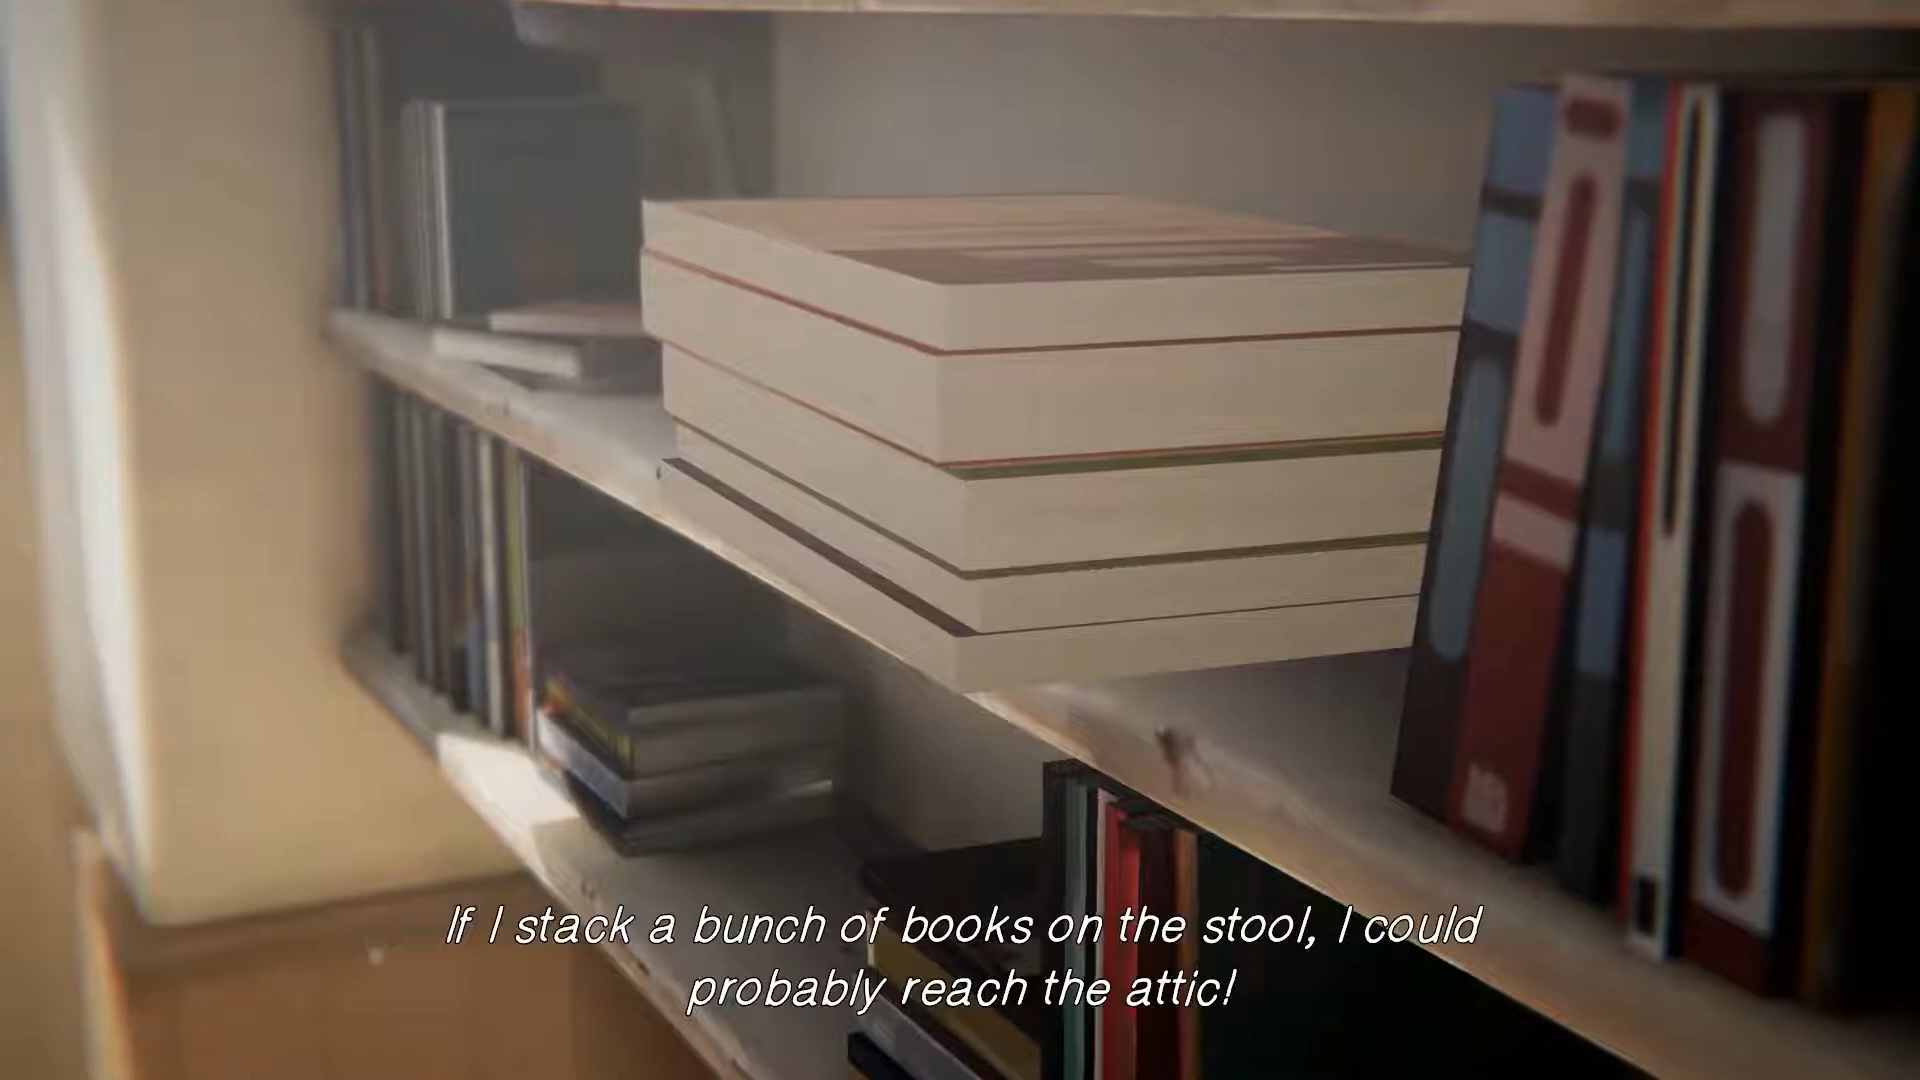 If I stack a bunch of books on the stool, I could
probably reach the attic!